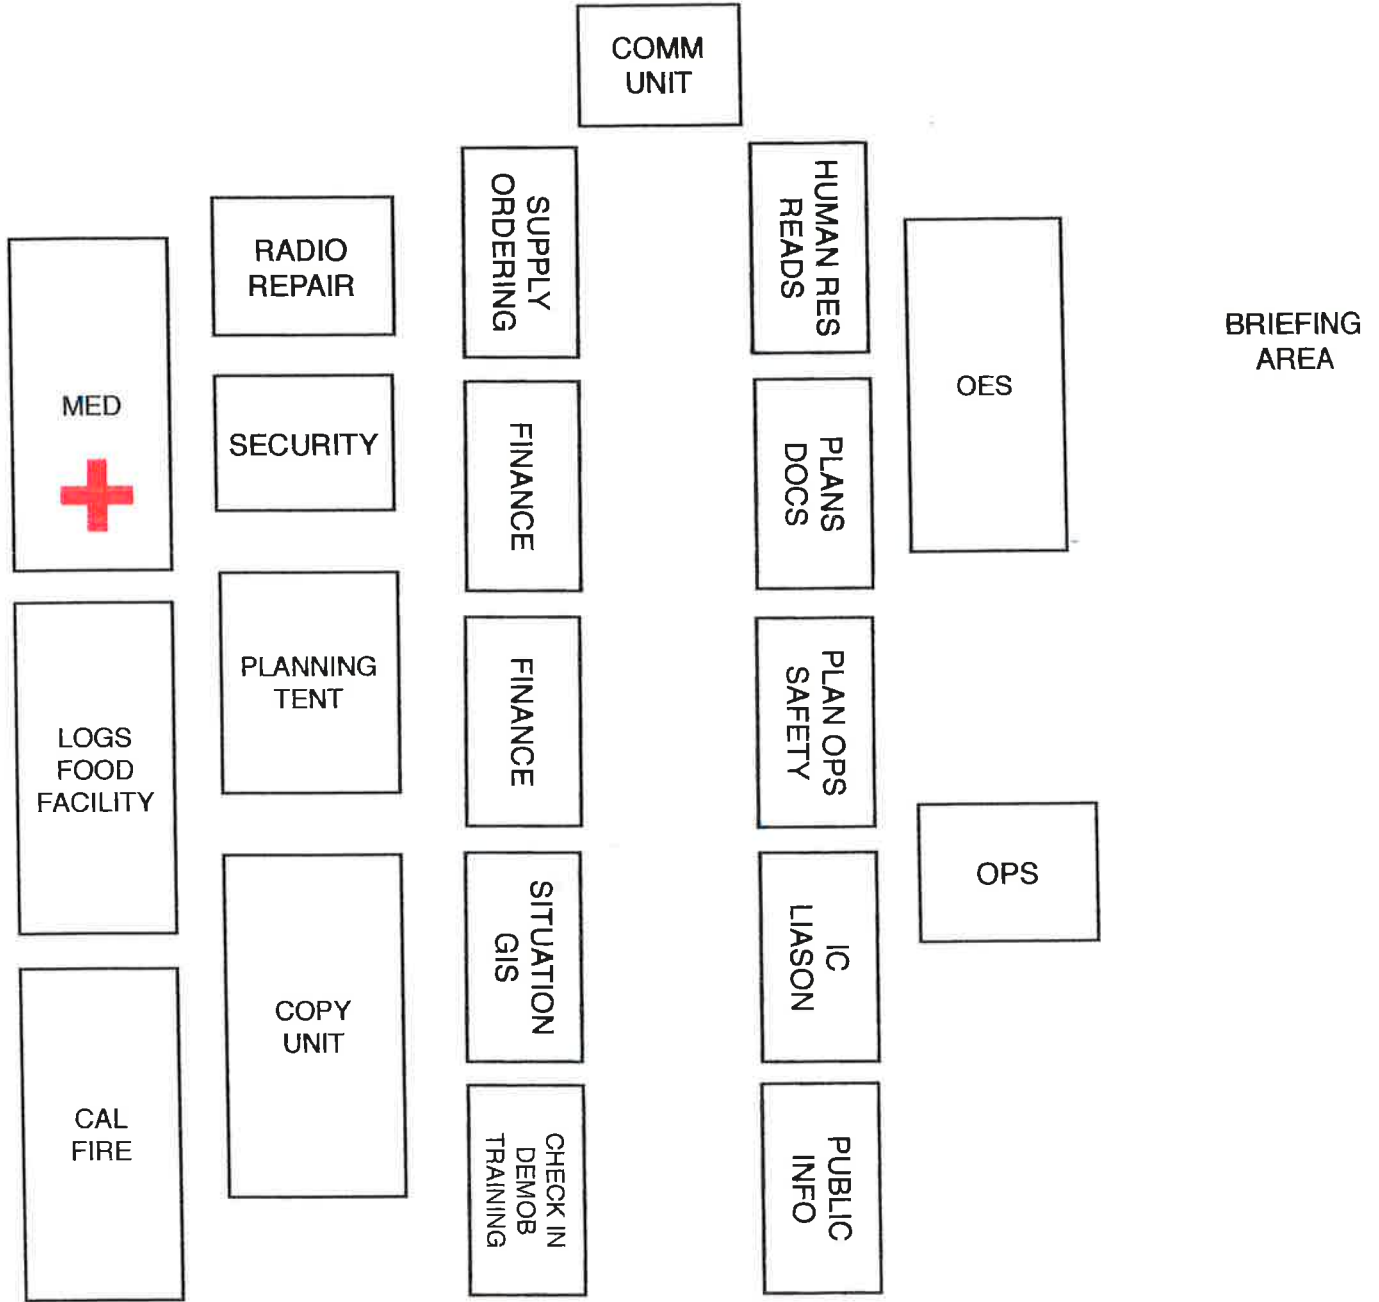 COMM
UNIT
SUPPLY
ORDERING
HUMAN RES
READS
RADIO
REPAIR
OES
BRIEFING
AREA
MED
SECURITY
FINANCE
PLANS
DOCS
PLANNING
TENT
FINANCE
PLAN OPS
SAFETY
LOGS
FOOD
FACILITY
OPS
COPY
UNIT
SITUATION
GIS
IC
LIASON
CAL
FIRE
CHECK IN
DEMOB
TRAINING
PUBLIC
INFO